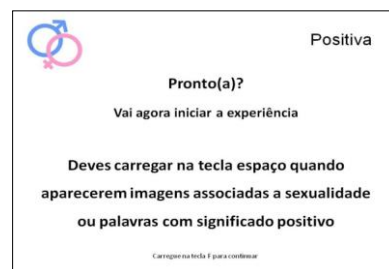 Positiva
Pronto(a)?
Vai agora iniciar a experiência
Deves carregar na tecla espaço quando
aparecerem imagens associadas a sexualidade
ou palavras com significado positivo
Carregue na tecla F para confirmar